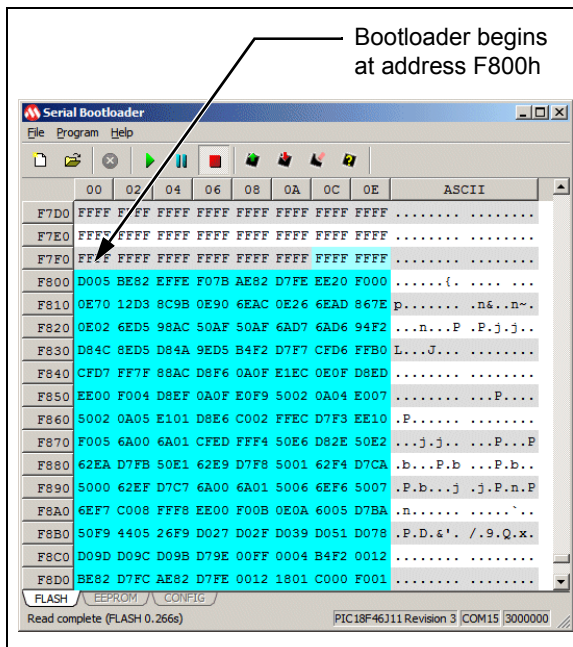 Bootloader begins
at address F800h
Serial Bootloader
File Program Help
00 02 04 06 08 0A 0C 0E ASCII
F7D0 FFFF FFFF FFFF FFFF FFFF FFFF FFFF FFFF ........ ........
F7E0 FFFF FFFF FFFF FFFF FFFF FFFF FFFF FFFF ........ ........
F7F0 FFFF FFFF FFFF FFFF FFFF FFFF FFFF FFFF ........ ........
F800 D005 BE82 EFFE F07B AE82 D7FE EE20 F000 ......{. .... ...
F810 0E70 12D3 8C9B 0E90 6EAC 0E26 6EAD 867E p....... .n&..n~.
F820 0E02 6ED5 98AC 50AF 50AF 6AD7 6AD6 94F2 ...n...P .P.j.j..
F830 D84C 8ED5 D84A 9ED5 B4F2 D7F7 CFD6 FFB0 L...J... ........
F840 CFD7 FF7F 88AC D8F6 0A0F E1EC 0E0F D8ED ........ ........
F850 EE00 F004 D8EF 0A0F E0F9 5002 0A04 E007 ........ ...P....
F860 5002 0A05 E101 D8E6 C002 FFEC D7F3 EE10 .P...... ........
F870 F005 6A00 6A01 CFED FFF4 50E6 D82E 50E2 ...j.j.. ...P...P
F880 62EA D7FB 50E1 62E9 D7F8 5001 62F4 D7CA .b...P.b ...P.b..
F890 5000 62EF D7C7 6A00 6A01 5006 6EF6 5007 .P.b...j .j.P.n.P
F8A0 6EF7 C008 FFF8 EE00 F00B 0E0A 6005 D7BA .n...... .....`..
F8B0 50F9 4405 26F9 D027 D02F D039 D051 D078 .P.D.&'. /.9.Q.x.
F8C0 D09D D09C D09B D79E 00FF 0004 B4F2 0012 ........ ........
F8D0 BE82 D7FC AE82 D7FE 0012 1801 C000 F001 ........ ........
FLASH EEPROM CONFIG
Read complete (FLASH 0.266s) PIC18F46J11 Revision 3 COM15 3000000